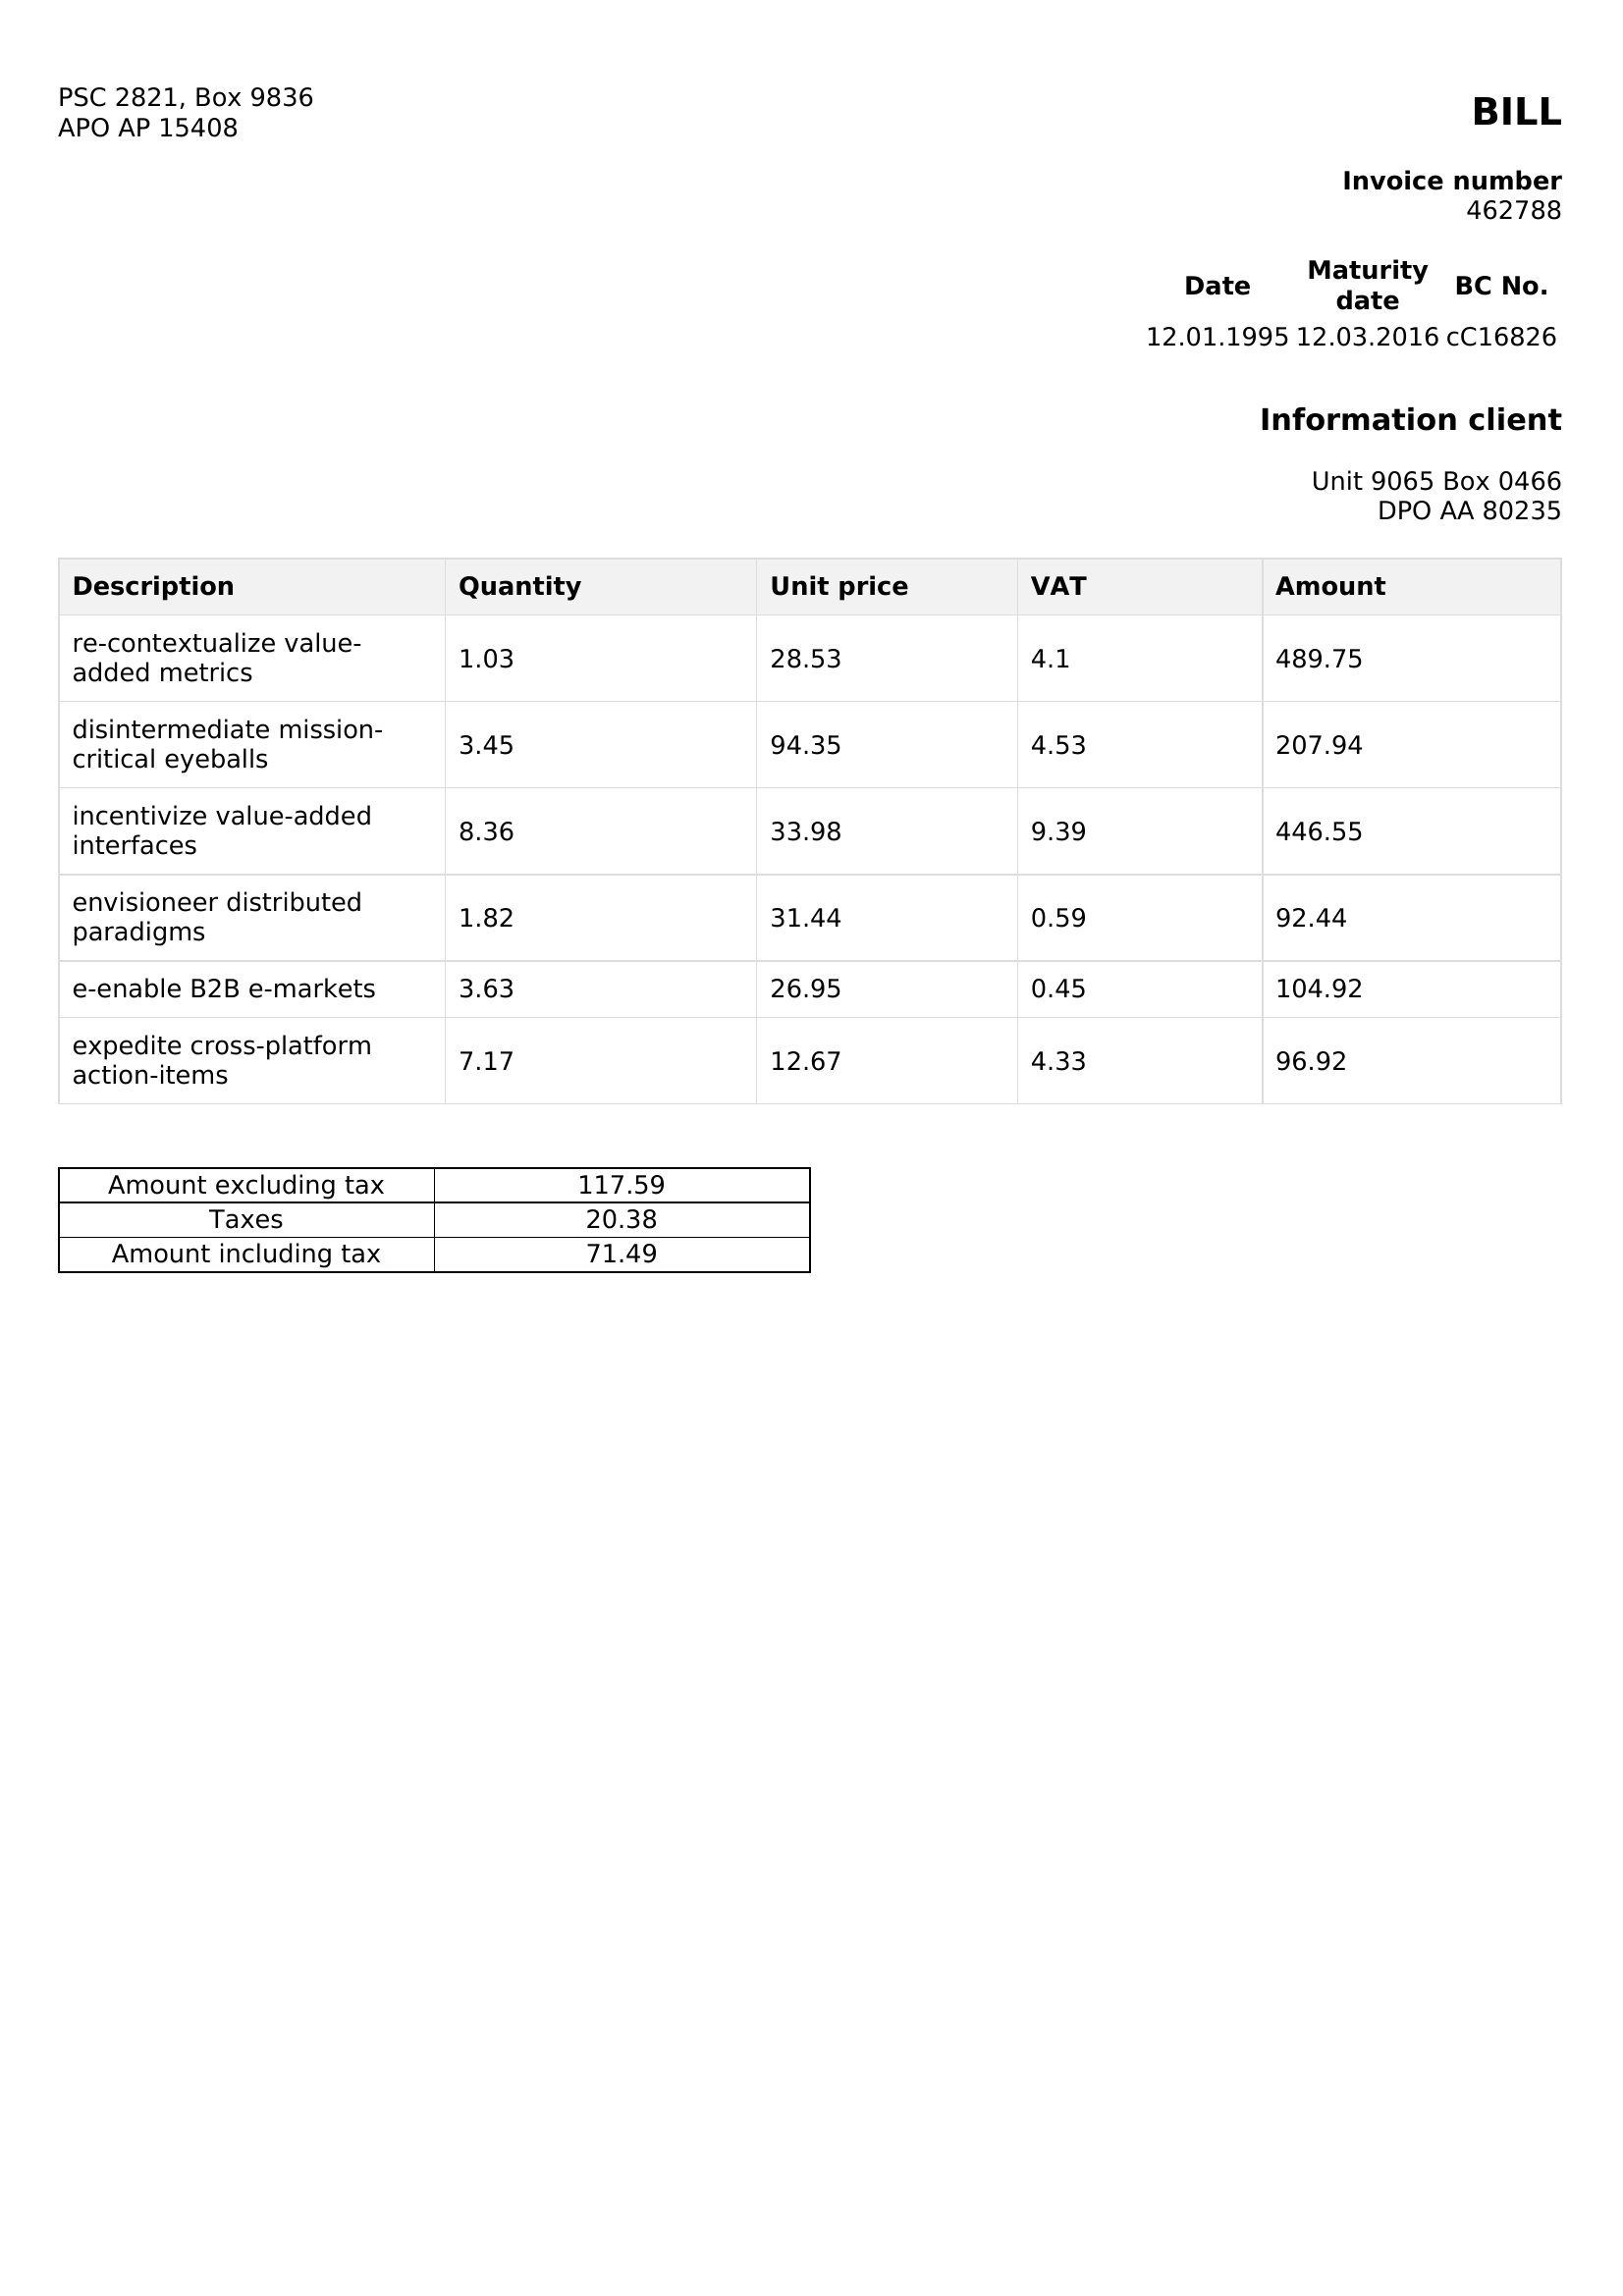 PSC 2821, Box 9836
APO AP 15408
BILL
Invoice number
462788
Date Maturity date BC No.
12.01.1995 12.03.2016 cC16826
Information client
Unit 9065 Box 0466
DPO AA 80235
Description Quantity Unit price VAT Amount
re-contextualize value-
added metrics 1.03 28.53 4.1 489.75
disintermediate mission-
critical eyeballs 3.45 94.35 4.53 207.94
incentivize value-added
interfaces 8.36 33.98 9.39 446.55
envisioneer distributed
paradigms 1.82 31.44 0.59 92.44
e-enable B2B e-markets 3.63 26.95 0.45 104.92
expedite cross-platform
action-items 7.17 12.67 4.33 96.92
Amount excluding tax 117.59
Taxes 20.38
Amount including tax 71.49